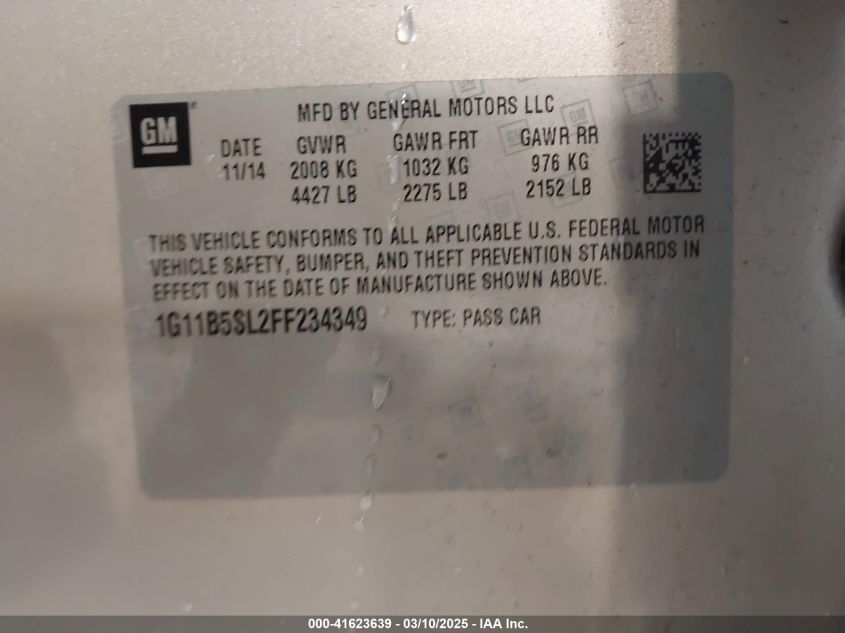 GM
MFD BY GENERAL MOTORS LLC
DATE GVWR GAWR FRT GAWR RR
11/14 2008 KG 1032 KG 976 KG
4427 LB 2275 LB 2152 LB
THIS VEHICLE CONFORMS TO ALL APPLICABLE U.S. FEDERAL MOTOR
VEHICLE SAFETY, BUMPER, AND THEFT PREVENTION STANDARDS IN
EFFECT ON THE DATE OF MANUFACTURE SHOWN ABOVE.
1G11B5SL2FF234349 TYPE: PASS CAR
000-41623639 - 03/10/2025 - IAA Inc.